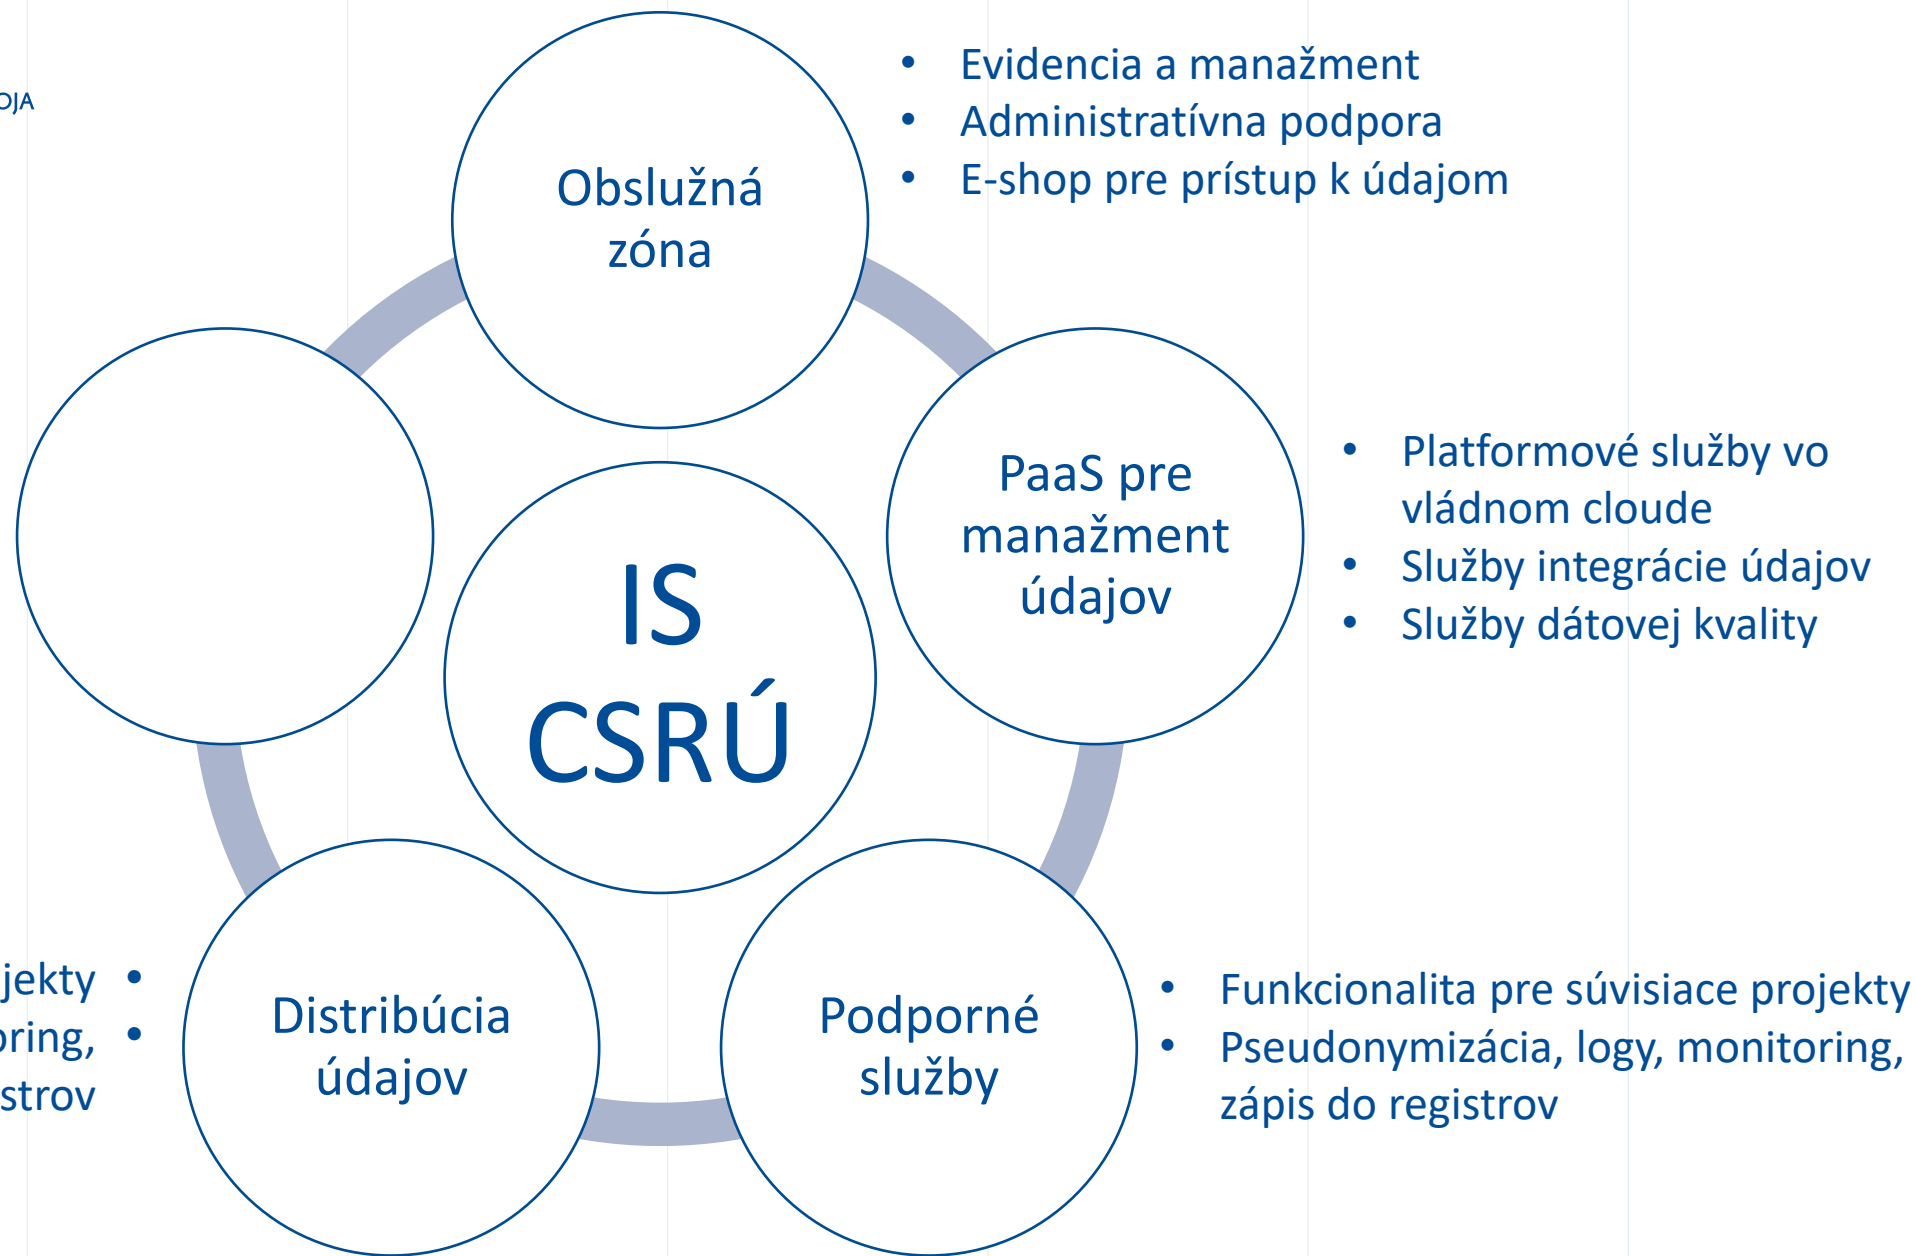 • Evidencia a manažment
• Administratívna podpora
• E-shop pre prístup k údajom
Obslužná
zóna
PaaS pre
manažment
údajov
• Platformové služby vo
vládnom cloude
• Služby integrácie údajov
• Služby dátovej kvality
IS
CSRÚ
Distribúcia
údajov
Podporné
služby
• Funkcionalita pre súvisiace projekty
• Pseudonymizácia, logy, monitoring,
zápis do registrov